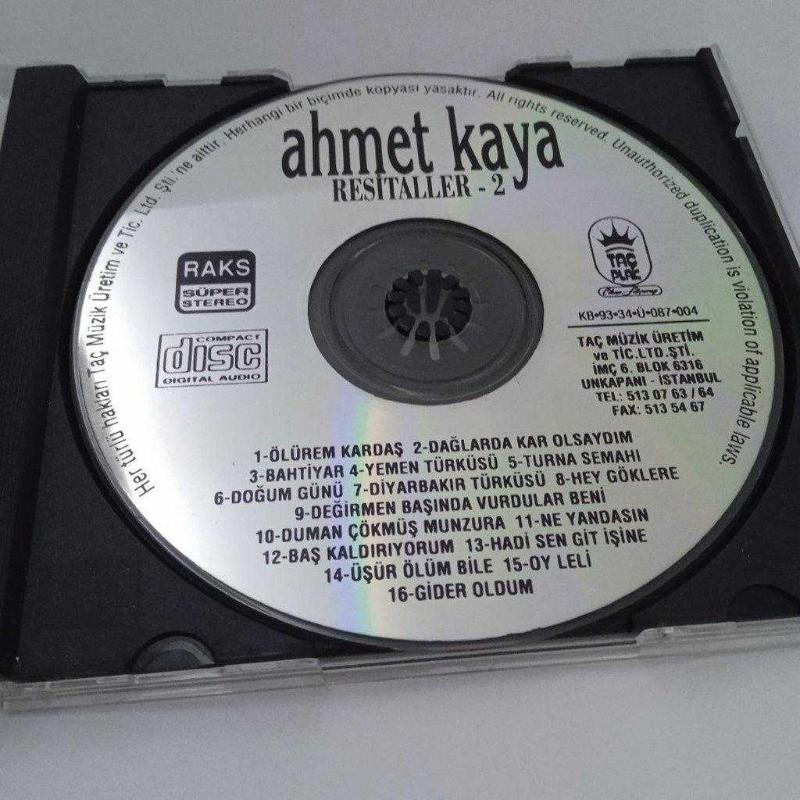 Her türlü hakları Taç Müzik Üretim ve Tic. Ltd. Şti.'ne aittir. Herhangi bir biçimde kopyası yasaktır. All rights reserved. Unauthorized duplication is violation of applicable laws.
ahmet kaya
RESİTALLER - 2
RAKS
SÜPER
STEREO
COMPACT
disc
DIGITAL AUDIO
TAÇ
PLAK
KB•93•34•Ü•087•004
TAÇ MÜZİK ÜRETİM
ve TİC.LTD.ŞTİ.
İMÇ 6. BLOK 6316
UNKAPANI - İSTANBUL
TEL: 513 07 63 / 64
FAX: 513 54 67
1-ÖLÜREM KARDAŞ 2-DAĞLARDA KAR OLSAYDIM
3-BAHTİYAR 4-YEMEN TÜRKÜSÜ 5-TURNA SEMAHI
6-DOĞUM GÜNÜ 7-DİYARBAKIR TÜRKÜSÜ 8-HEY GÖKLERE
9-DEĞİRMEN BAŞINDA VURDULAR BENİ
10-DUMAN ÇÖKMÜŞ MUNZURA 11-NE YANDASIN
12-BAŞ KALDIRIYORUM 13-HADİ SEN GİT İŞİNE
14-ÜŞÜR ÖLÜM BİLE 15-OY LELİ
16-GİDER OLDUM